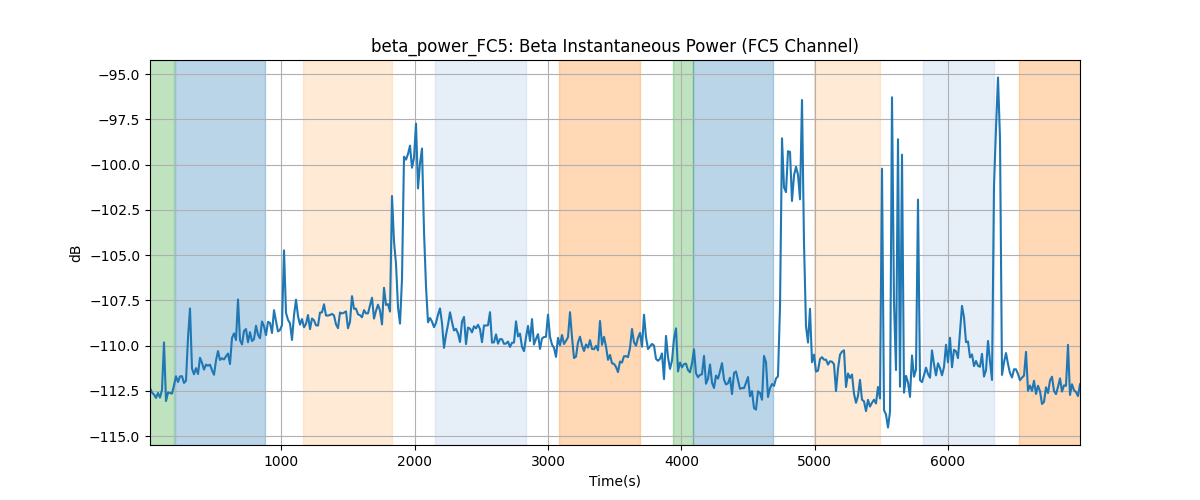 beta_power_FC5: Beta Instantaneous Power (FC5 Channel)
−95.0
−97.5
−100.0
−102.5
−105.0
−107.5
−110.0
−112.5
−115.0
dB
1000 2000 3000 4000 5000 6000
Time(s)